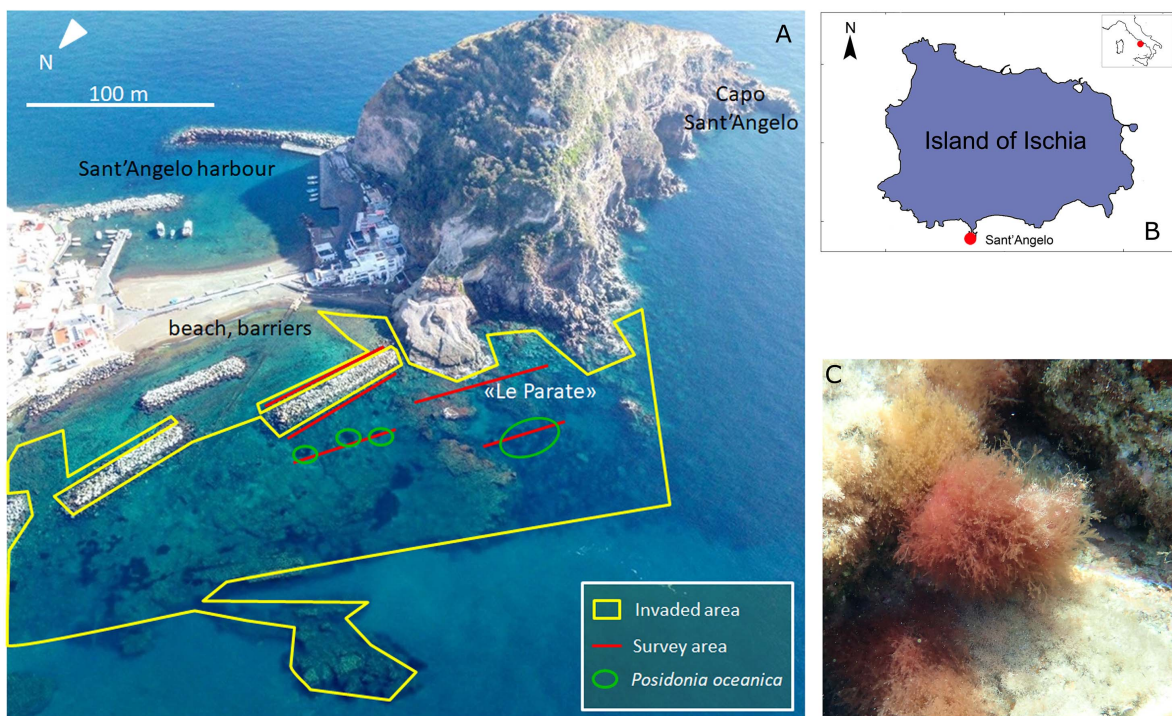 A
N
100 m
Capo
Sant'Angelo
Sant'Angelo harbour
beach, barriers
«Le Parate»
Invaded area
Survey area
Posidonia oceanica
N
Island of Ischia
Sant'Angelo
B
C